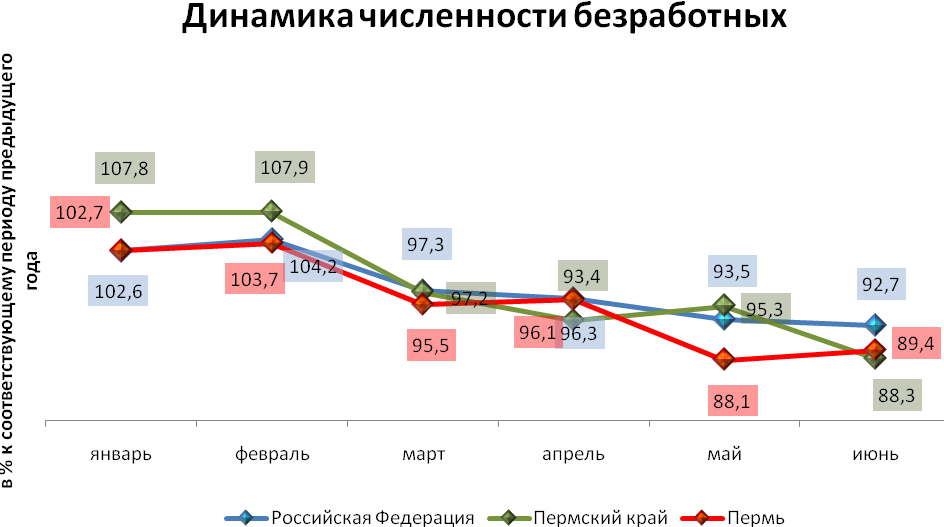 Динамика численности безработных
в % к соответствующему периоду предыдущего
года
107,8
107,9
102,7
97,3
93,4
93,5
92,7
102,6
103,7
104,2
97,2
95,3
95,5
96,1
96,3
89,4
88,1
88,3
январь
февраль
март
апрель
май
июнь
Российская Федерация
Пермский край
Пермь